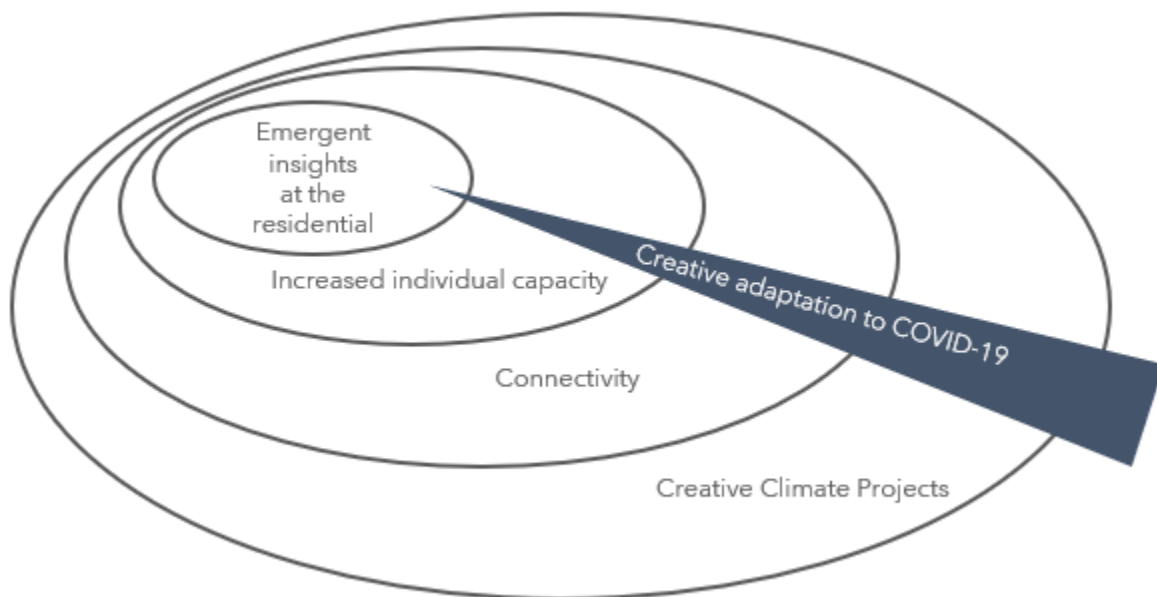 Emergent
insights
at the
residential
Increased individual capacity
Creative adaptation to COVID-19
Connectivity
Creative Climate Projects